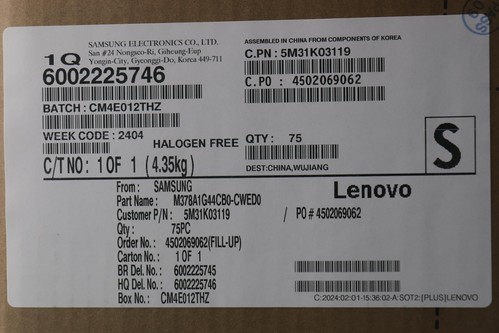 1Q
SAMSUNG ELECTRONICS CO., LTD.
San #24 Nongseo-Ri, Giheung-Eup
Yongin-City, Gyeonggi-Do, Korea 449-711
ASSEMBLED IN CHINA FROM COMPONENTS OF KOREA
C.PN : 5M31K03119
6002225746
C.PO : 4502069062
BATCH : CM4E012THZ
WEEK CODE : 2404
HALOGEN FREE
QTY : 75
S
C/T NO: 1 OF 1 (4.35kg)
DEST:CHINA,WUJIANG
From : SAMSUNG
Lenovo
Part Name : M378A1G44CB0-CWED0
Customer P/N : 5M31K03119 / PO# 4502069062
Qty : 75PC
Order No. : 4502069062(FILL-UP)
Carton No. : 1 OF 1
BR Del No. : 6002225745
HQ Del No. : 6002225746
Box No. : CM4E012THZ
C:2024:02:01-15:36:02-A:SOT2:[PLUS]LENOVO